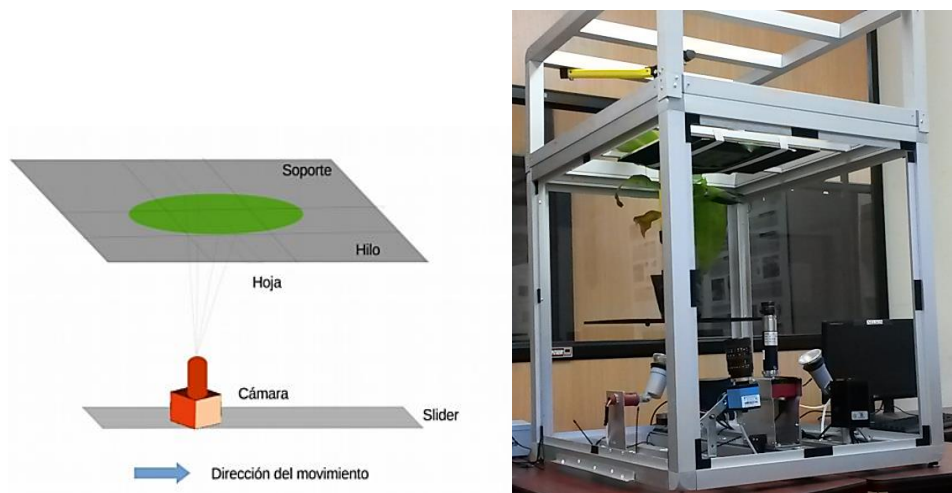 Soporte
Hilo
Hoja
Cámara
Slider
Dirección del movimiento